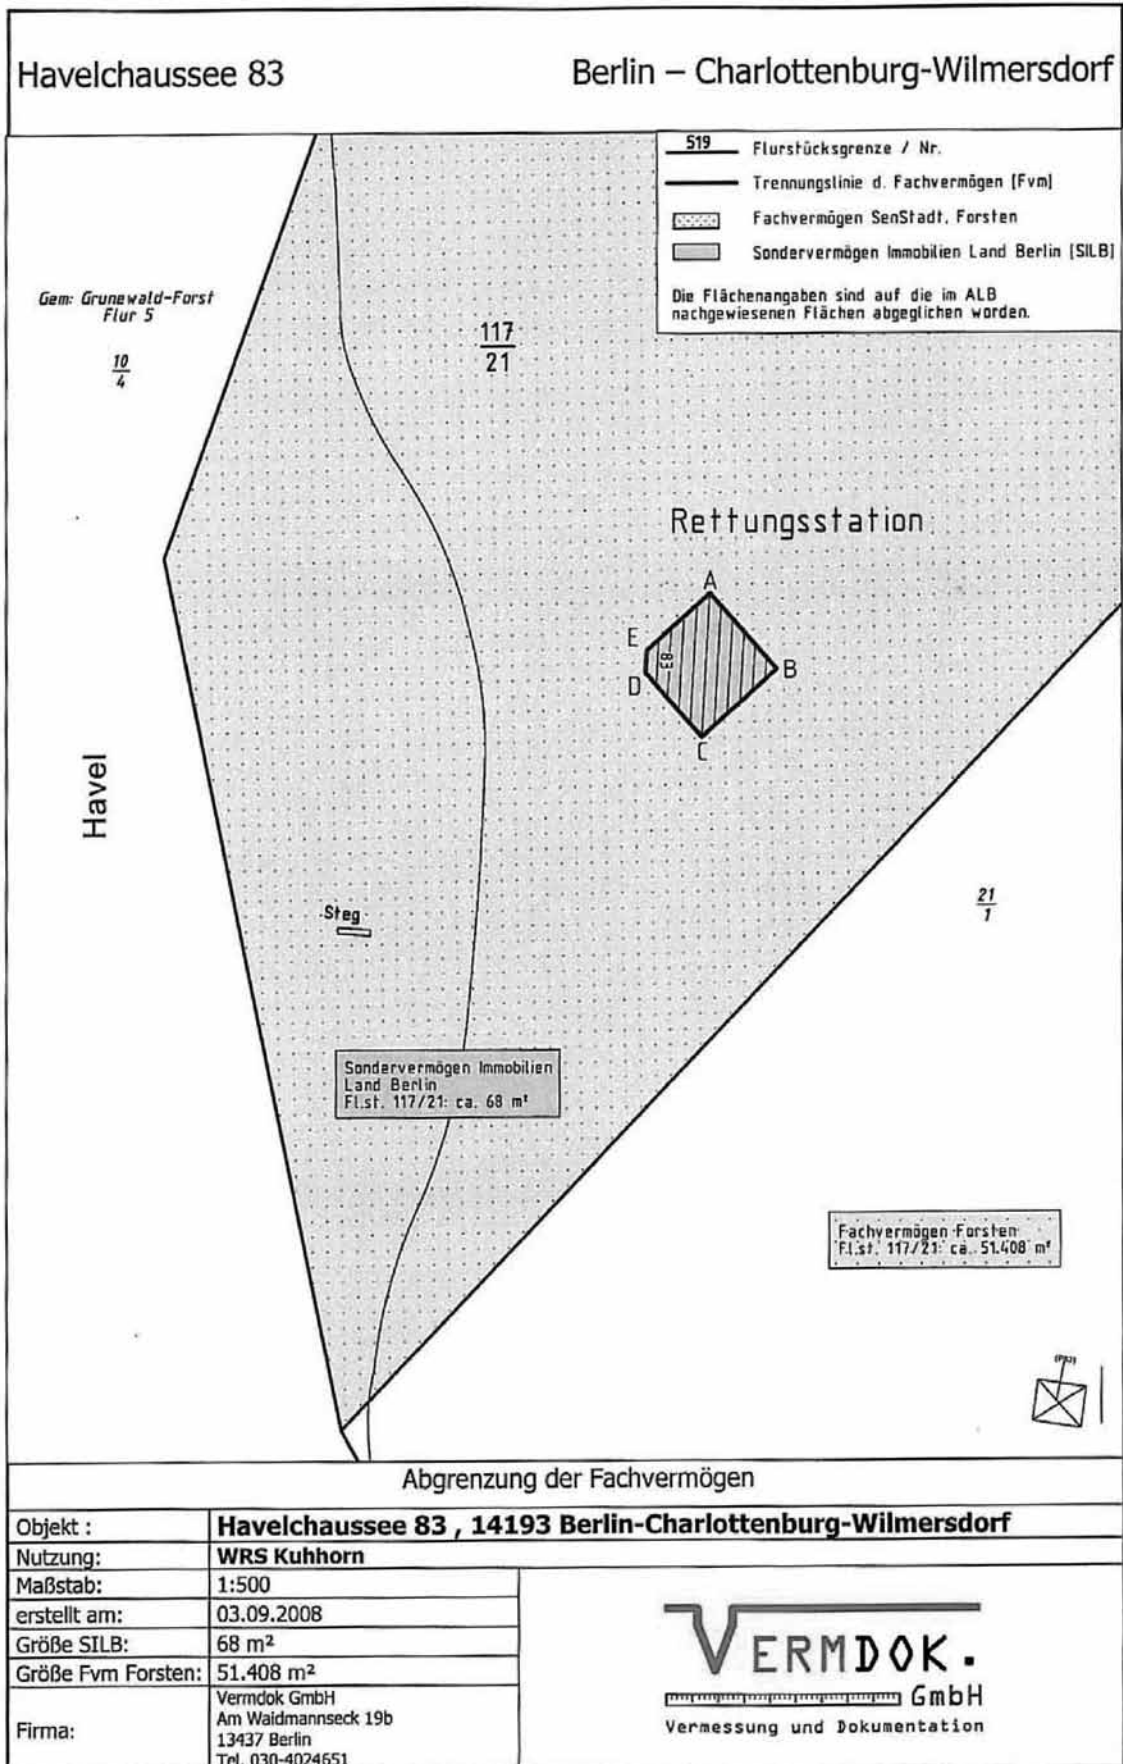 Havelchaussee 83 Berlin – Charlottenburg-Wilmersdorf
519 Flurstücksgrenze / Nr.
Trennungslinie d. Fachvermögen [Fvm]
Fachvermögen SenStadt, Forsten
Sondervermögen Immobilien Land Berlin [SILB]
Die Flächenangaben sind auf die im ALB
nachgewiesenen Flächen abgeglichen worden.
Gem: Grunewald-Forst
Flur 5
10
4
117
21
Rettungsstation
A
E
83
B
D
C
Havel
21
1
Steg
Sondervermögen Immobilien
Land Berlin
Fl.st. 117/21: ca. 68 m²
Fachvermögen Forsten
Fl.st. 117/21: ca. 51.408 m²
Abgrenzung der Fachvermögen
Objekt : Havelchaussee 83 , 14193 Berlin-Charlottenburg-Wilmersdorf
Nutzung: WRS Kuhhorn
Maßstab: 1:500
erstellt am: 03.09.2008
Größe SILB: 68 m²
Größe Fvm Forsten: 51.408 m²
Firma: Vermdok GmbH
Am Waidmannseck 19b
13437 Berlin
Tel. 030-4024651
VERMDOK.
GmbH
Vermessung und Dokumentation